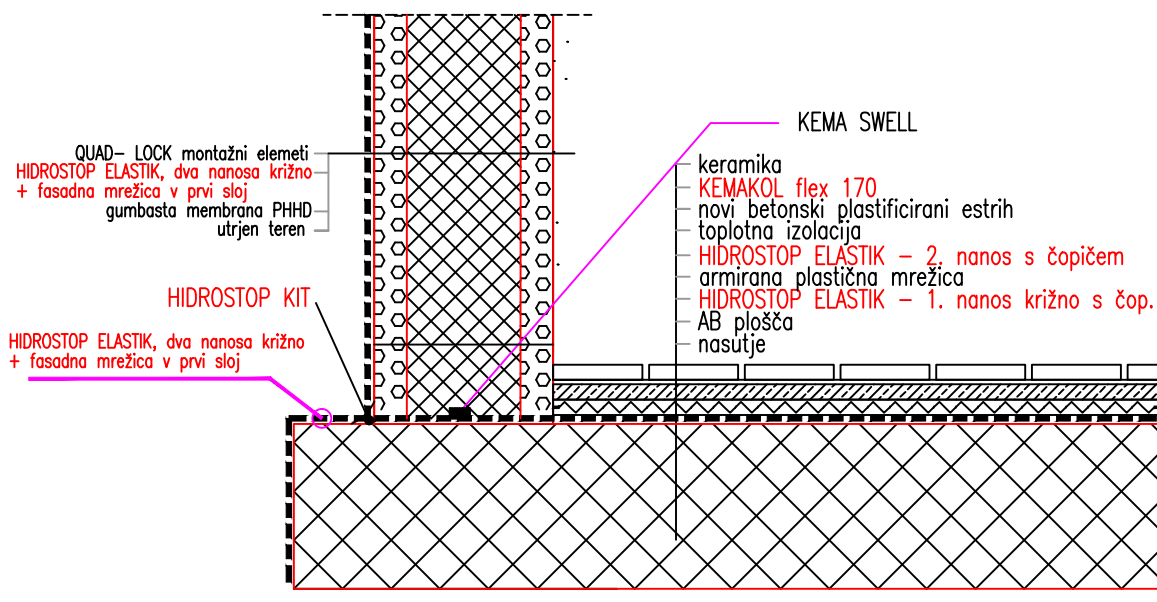 QUAD- LOCK montažni elemeti
HIDROSTOP ELASTIK, dva nanosa križno
+ fasadna mrežica v prvi sloj
gumbasta membrana PHHD
utrjen teren
HIDROSTOP KIT
HIDROSTOP ELASTIK, dva nanosa križno
+ fasadna mrežica v prvi sloj
KEMA SWELL
keramika
KEMAKOL flex 170
novi betonski plastificirani estrih
toplotna izolacija
HIDROSTOP ELASTIK - 2. nanos s čopičem
armirana plastična mrežica
HIDROSTOP ELASTIK - 1. nanos križno s čop.
AB plošča
nasutje